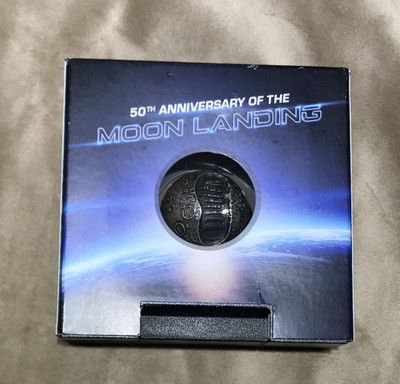 50TH ANNIVERSARY OF THE
MOON LANDING